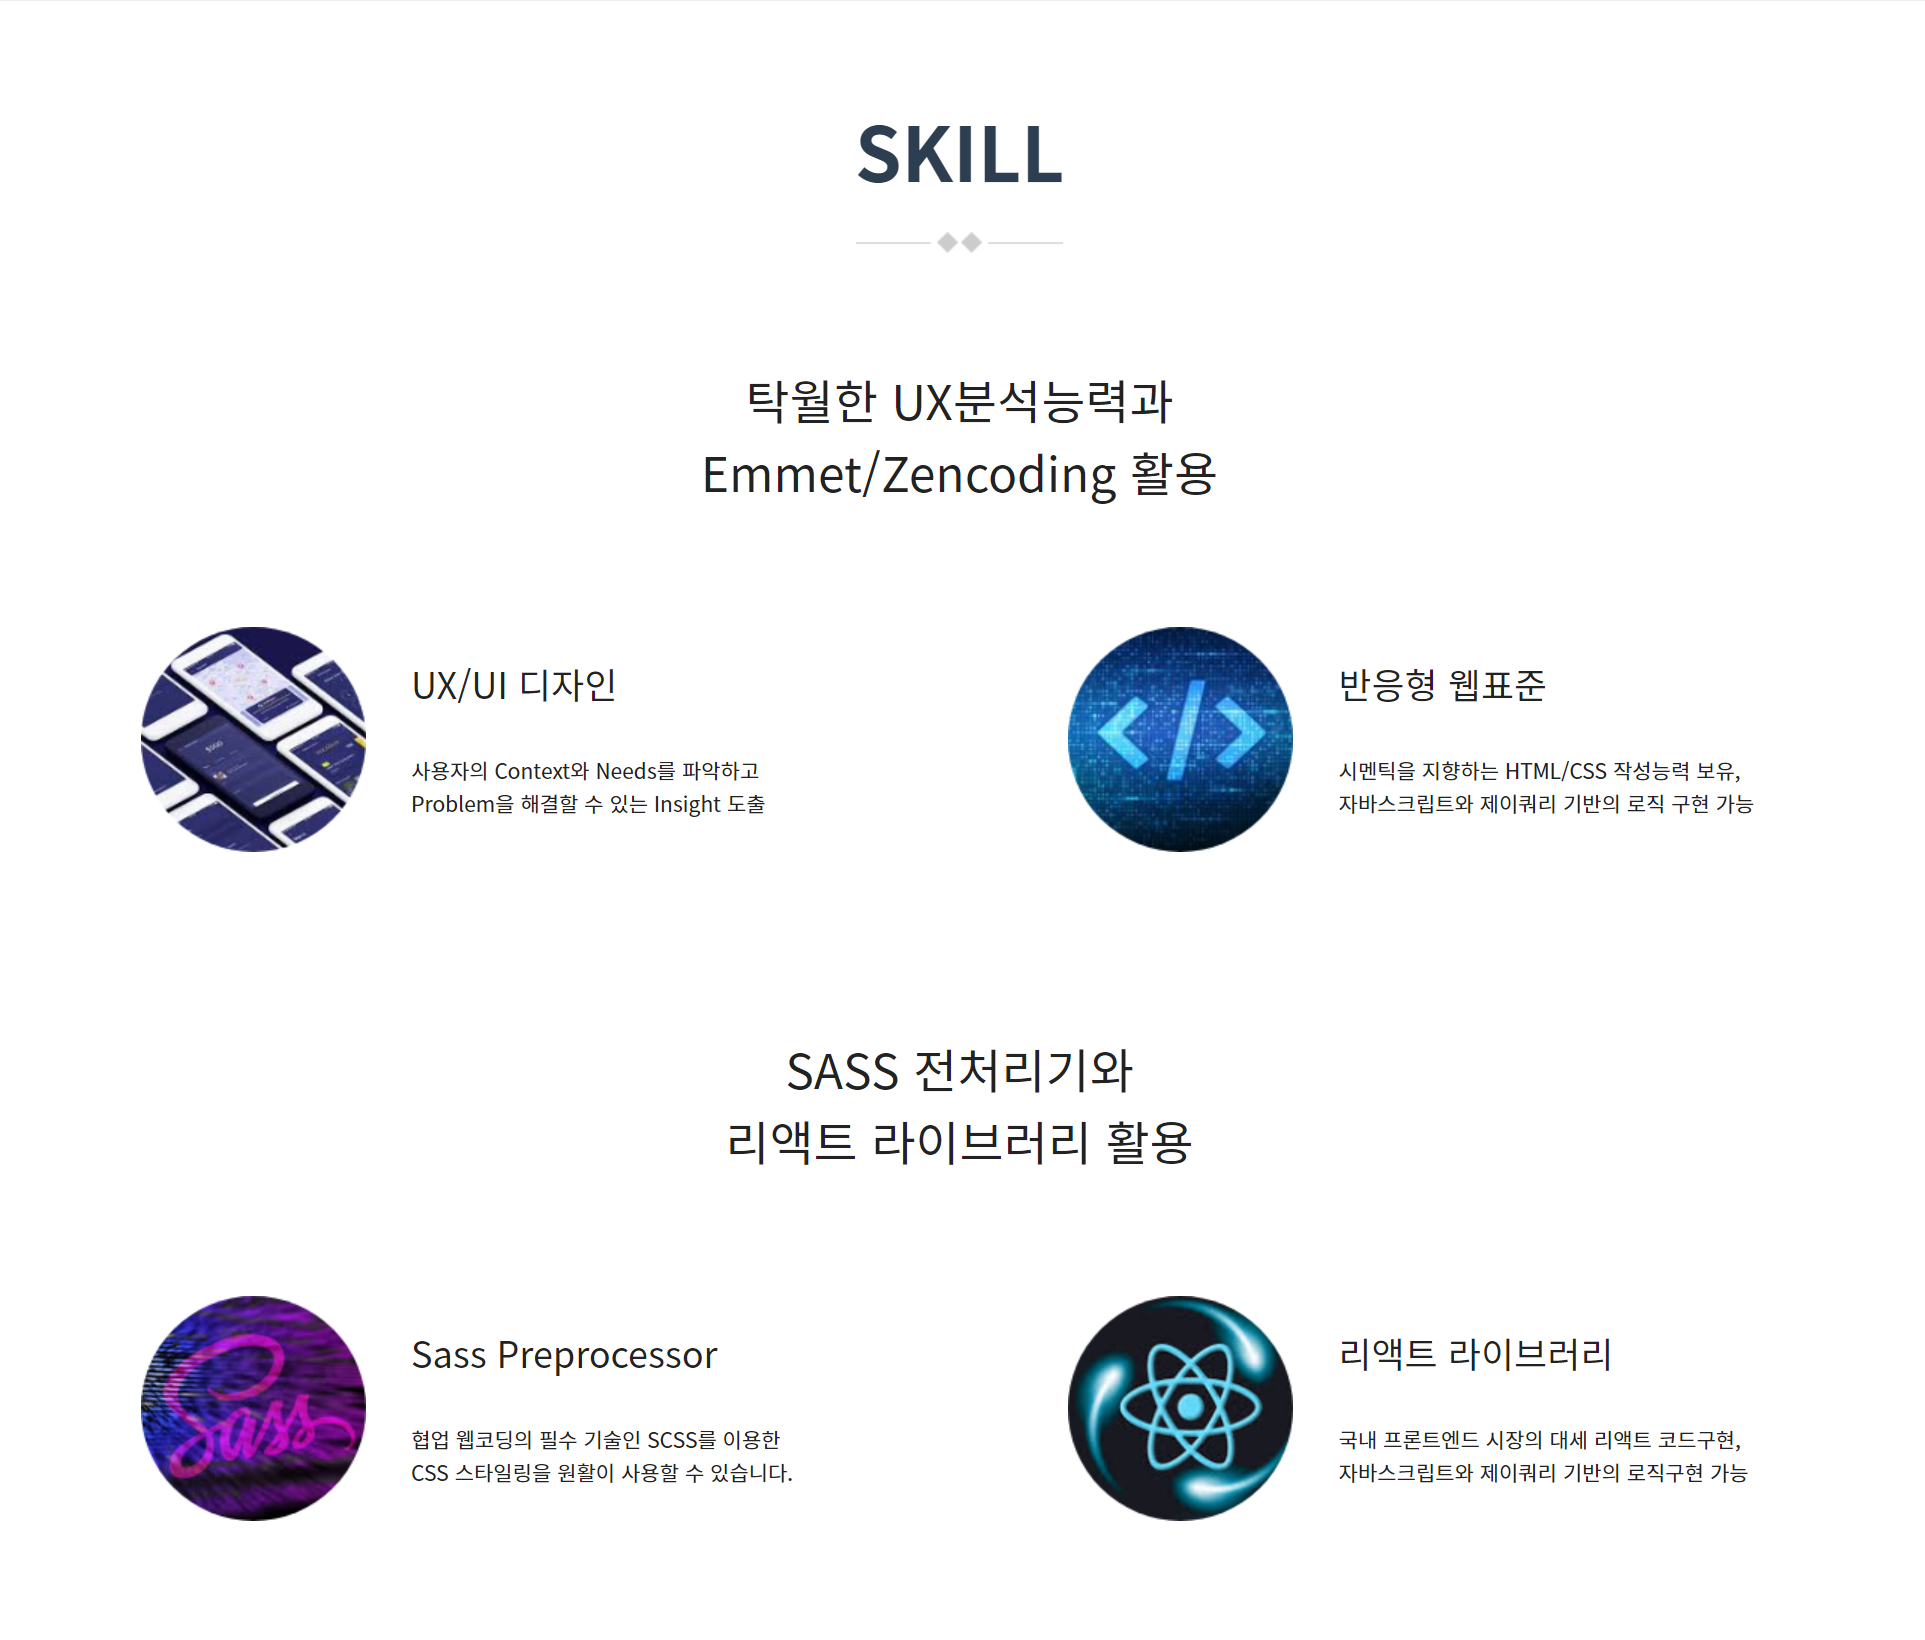 SKILL
탁월한 UX분석능력과
Emmet/Zencoding 활용
UX/UI 디자인
사용자의 Context와 Needs를 파악하고
Problem을 해결할 수 있는 Insight 도출
</>
반응형 웹표준
시멘틱을 지향하는 HTML/CSS 작성능력 보유,
자바스크립트와 제이쿼리 기반의 로직 구현 가능
SASS 전처리기와
리액트 라이브러리 활용
Sass
Sass Preprocessor
협업 웹코딩의 필수 기술인 SCSS를 이용한
CSS 스타일링을 원활이 사용할 수 있습니다.
리액트 라이브러리
국내 프론트엔드 시장의 대세 리액트 코드구현,
자바스크립트와 제이쿼리 기반의 로직구현 가능